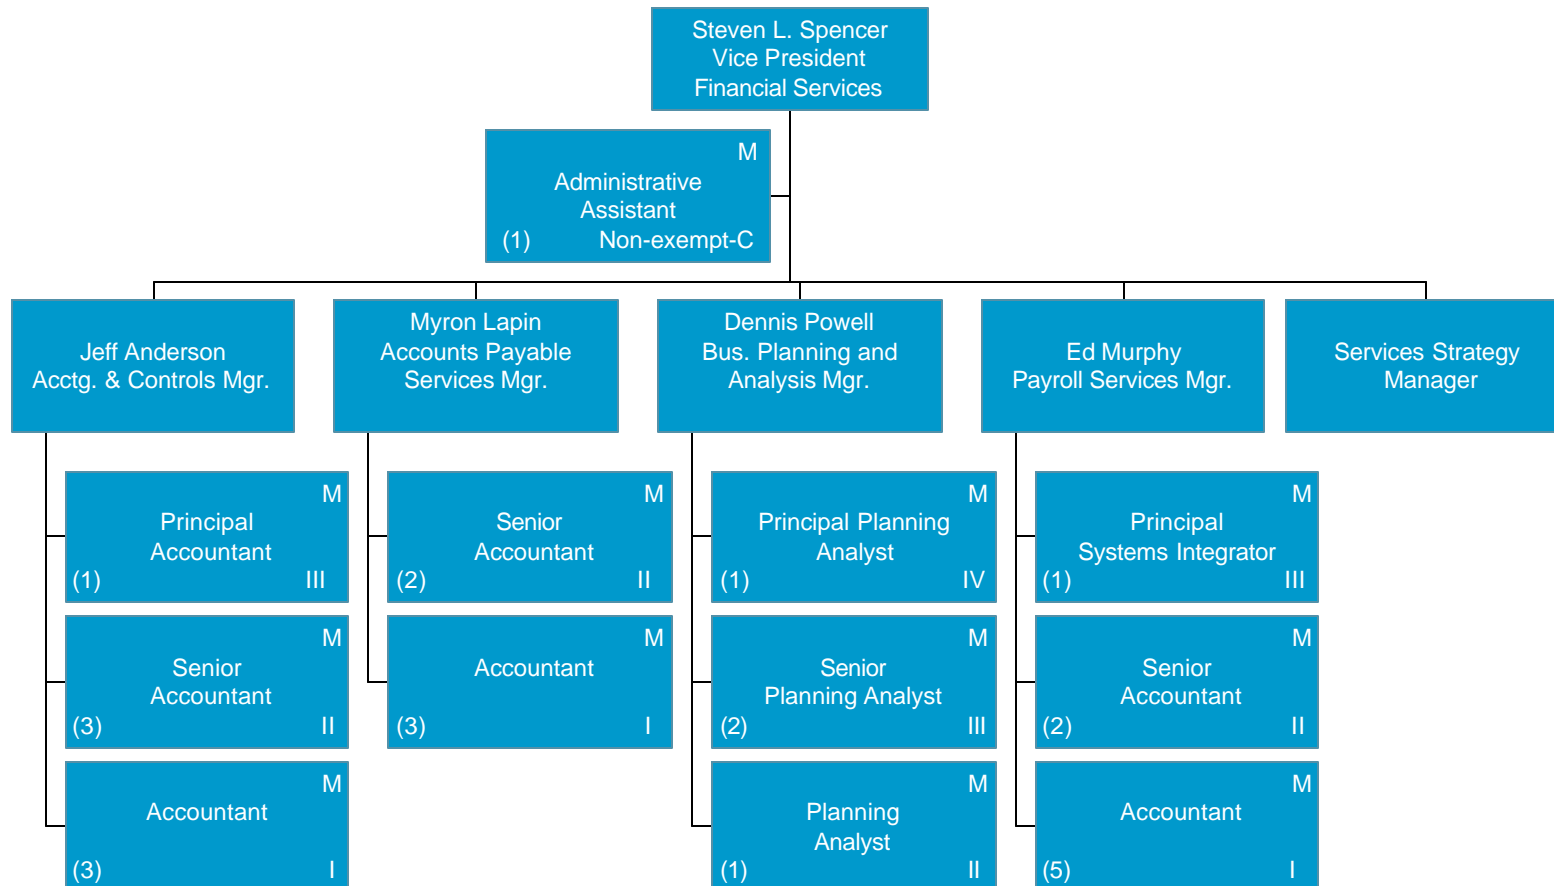 Steven L. Spencer
Vice President
Financial Services
M
Administrative
Assistant
(1) Non-exempt-C
Jeff Anderson
Acctg. & Controls Mgr.
Myron Lapin
Accounts Payable
Services Mgr.
Dennis Powell
Bus. Planning and
Analysis Mgr.
Ed Murphy
Payroll Services Mgr.
Services Strategy
Manager
M
Principal
Accountant
(1) III
M
Senior
Accountant
(3) II
M
Accountant
(3) I
M
Senior
Accountant
(2) II
M
Accountant
(3) I
M
Principal Planning
Analyst
(1) IV
M
Senior
Planning Analyst
(2) III
M
Planning
Analyst
(1) II
M
Principal
Systems Integrator
(1) III
M
Senior
Accountant
(2) II
M
Accountant
(5) I